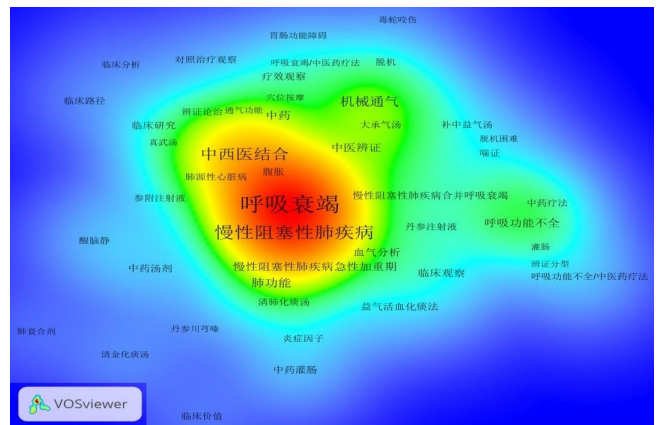 毒蛇咬伤
胃肠功能障碍
临床分析
对照治疗观察
呼吸衰竭/中医药疗法
脱机
疗效观察
临床路径
穴位按摩
机械通气
辨证论治
通气功能
中药
临床研究
大承气汤
补中益气汤
真武汤
中西医结合
中医辨证
脱机困难
喘证
肺源性心脏病
腹胀
参附注射液
呼吸衰竭
慢性阻塞性肺疾病合并呼吸衰竭
中药疗法
慢性阻塞性肺疾病
丹参注射液
呼吸功能不全
醒脑静
血气分析
灌肠
中药汤剂
慢性阻塞性肺疾病急性加重期
临床观察
辨证分型
呼吸功能不全/中医药疗法
肺功能
清肺化痰汤
益气活血化痰法
肺衰合剂
丹参川芎嗪
炎症因子
清金化痰汤
中药灌肠
VOSviewer
临床价值